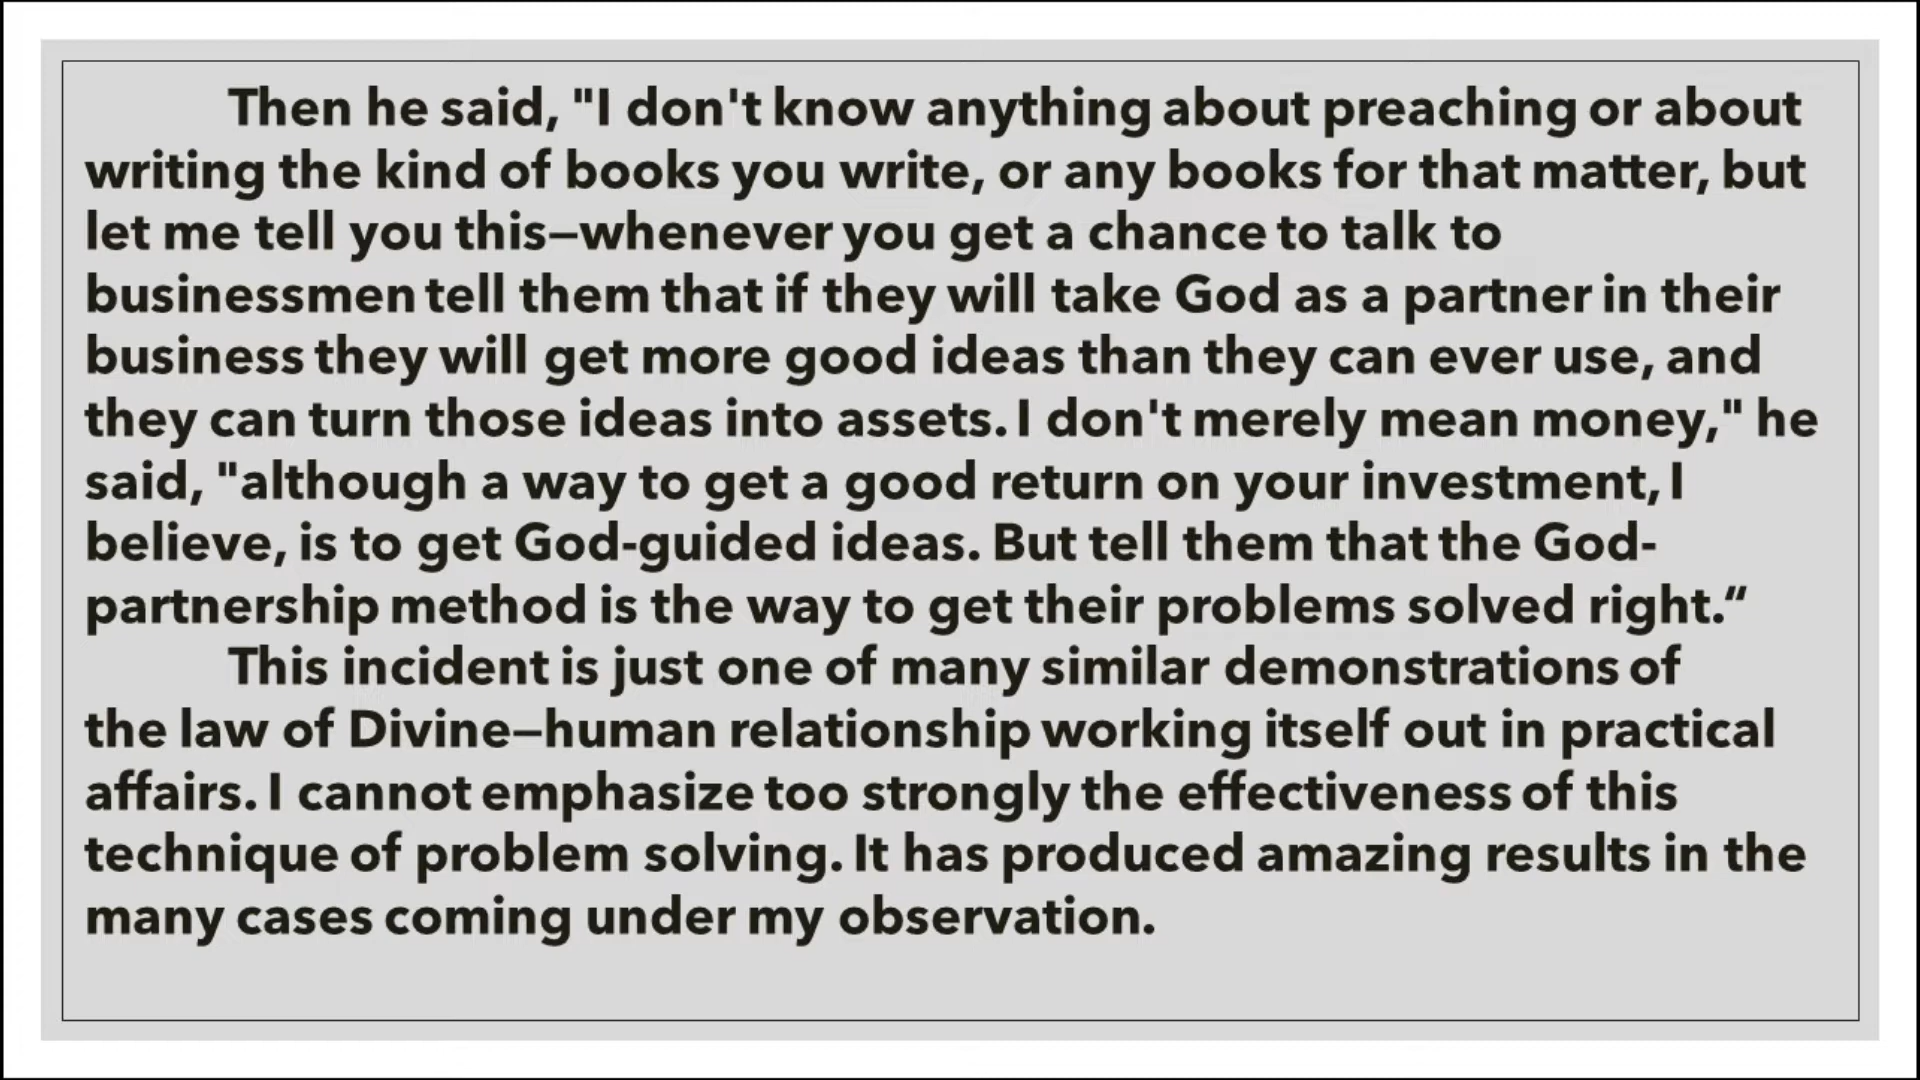 Then he said, "I don't know anything about preaching or about
writing the kind of books you write, or any books for that matter, but
let me tell you this—whenever you get a chance to talk to
businessmen tell them that if they will take God as a partner in their
business they will get more good ideas than they can ever use, and
they can turn those ideas into assets. I don't merely mean money," he
said, "although a way to get a good return on your investment, I
believe, is to get God-guided ideas. But tell them that the God-
partnership method is the way to get their problems solved right.“
This incident is just one of many similar demonstrations of
the law of Divine—human relationship working itself out in practical
affairs. I cannot emphasize too strongly the effectiveness of this
technique of problem solving. It has produced amazing results in the
many cases coming under my observation.